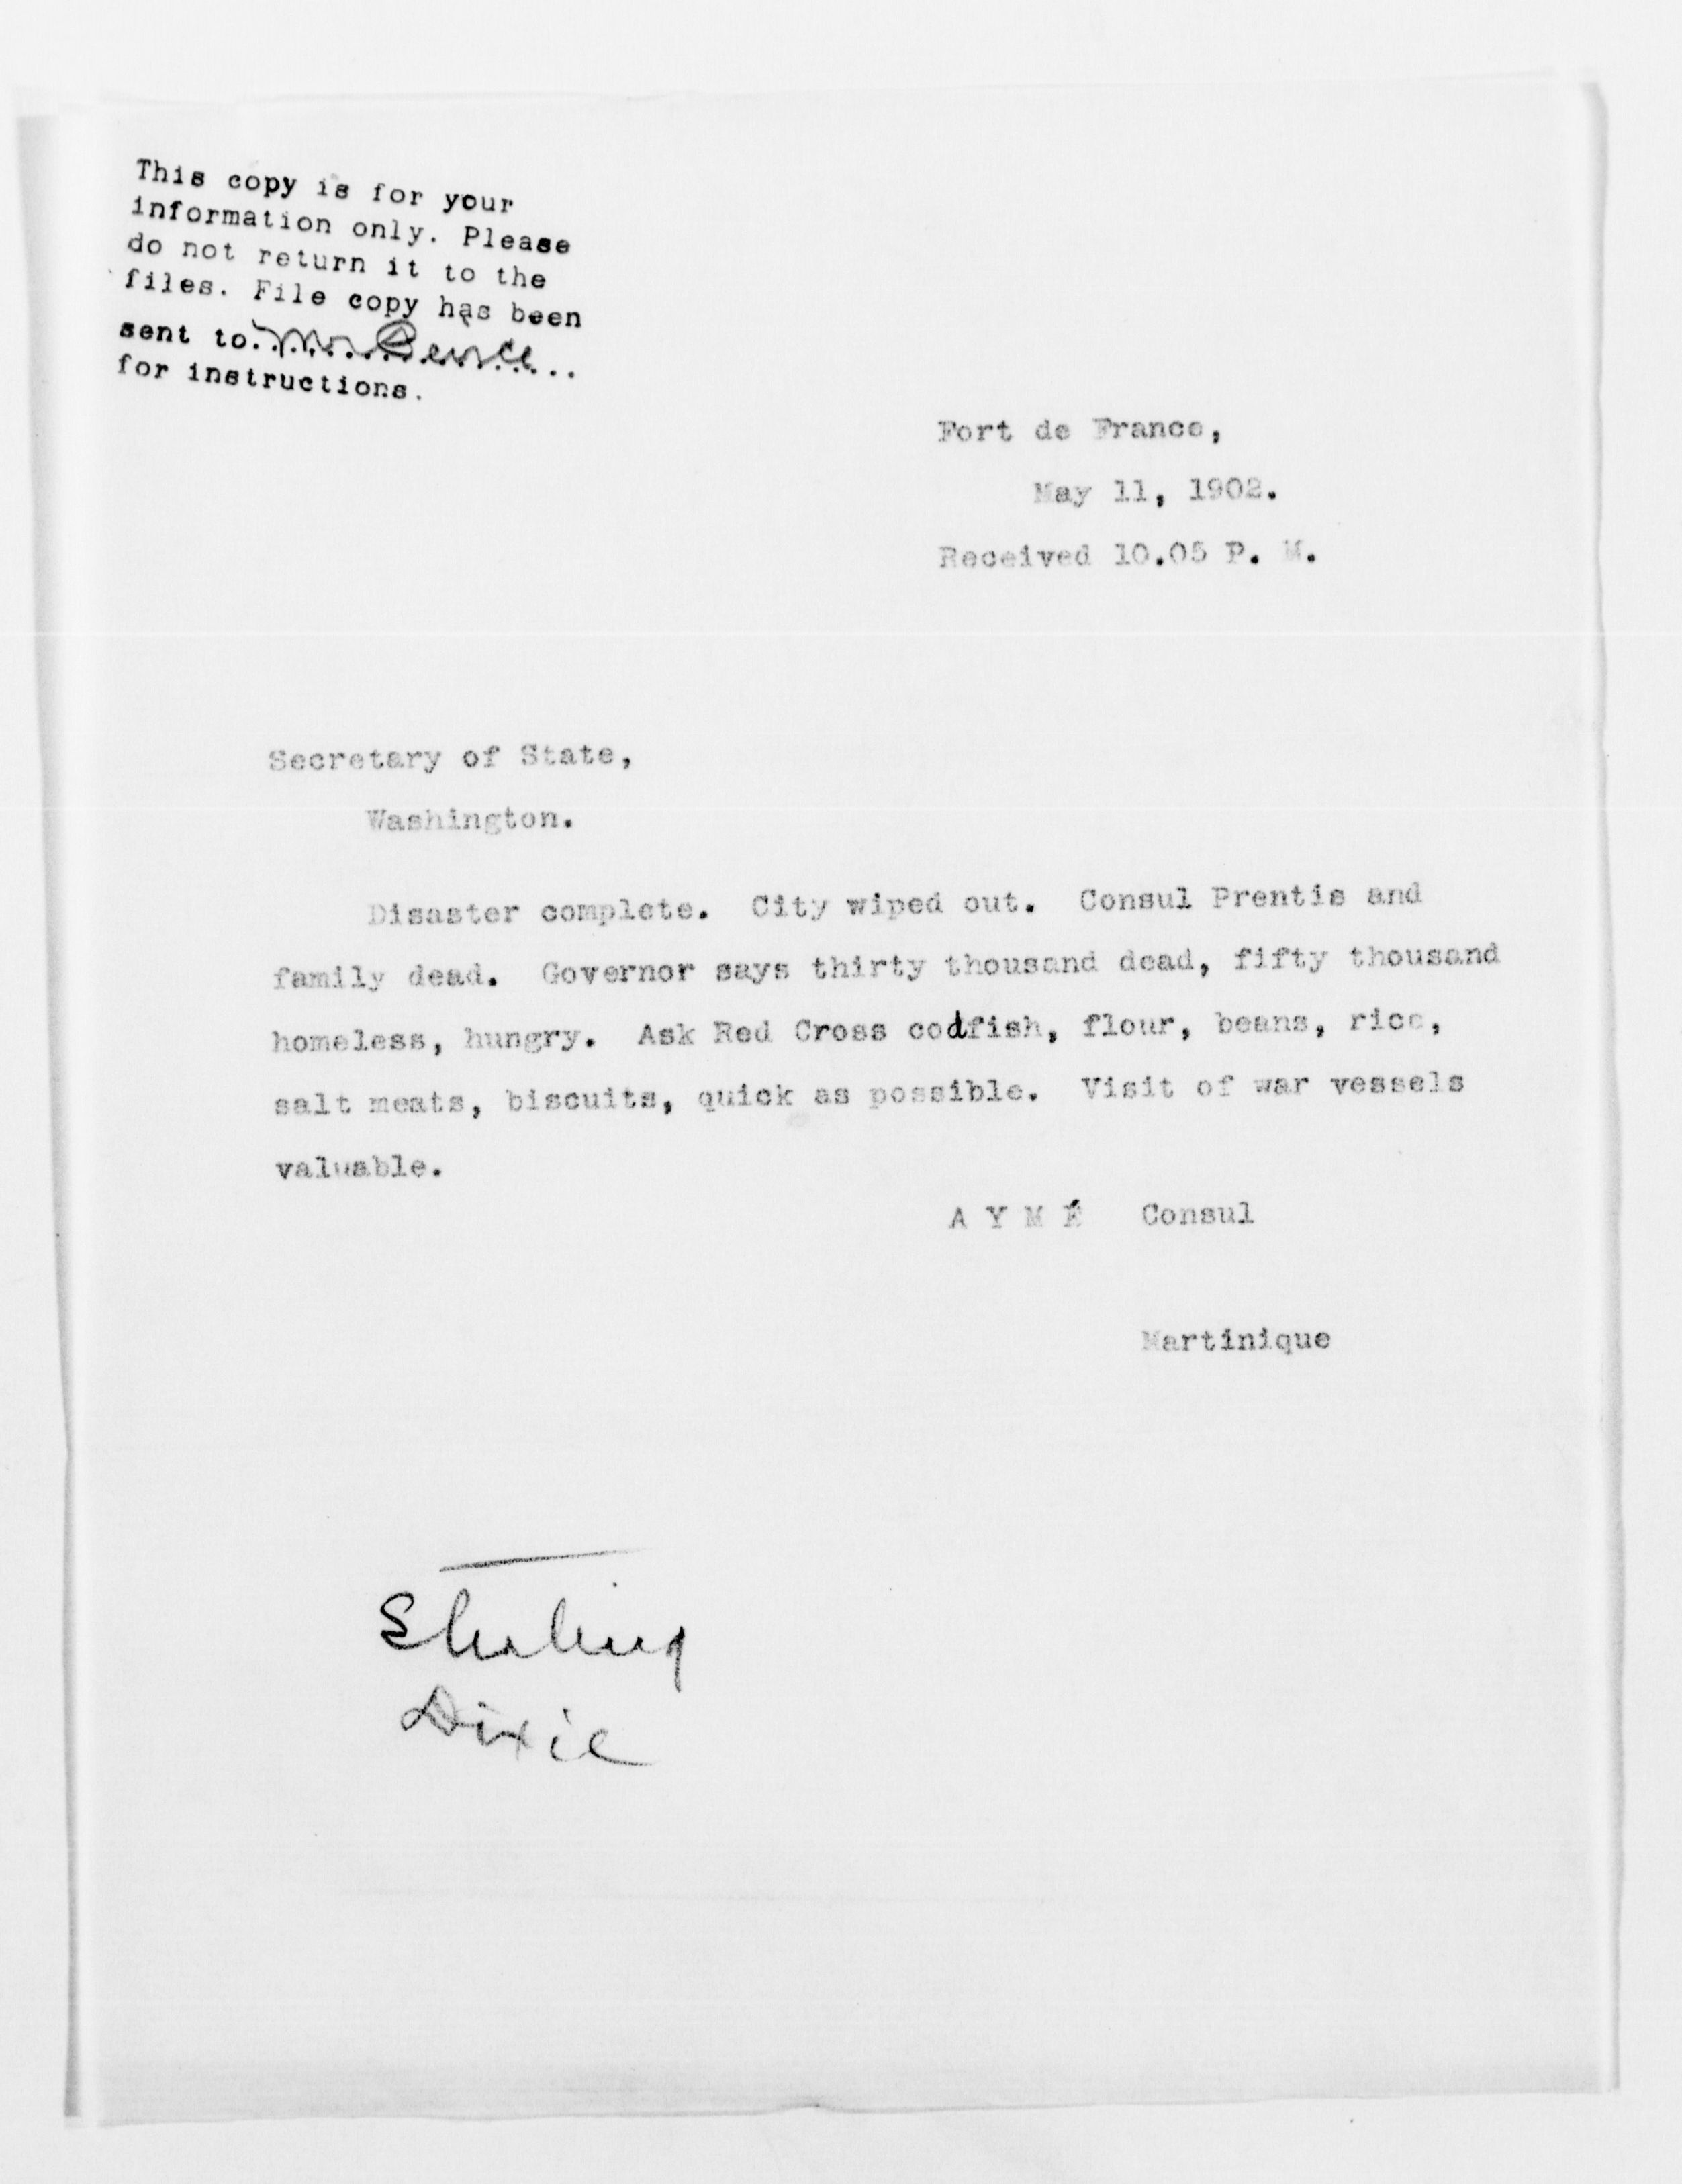 This copy is for your
information only. Please
do not return it to the
files. File copy has been
sent to. Mr. Peirce...
for instructions.
Fort de France,
May 11, 1902.
Received 10.05 P. M.
Secretary of State,
Washington.
Disaster complete. City wiped out. Consul Prentis and
family dead. Governor says thirty thousand dead, fifty thousand
homeless, hungry. Ask Red Cross codfish, flour, beans, rice,
salt meats, biscuits, quick as possible. Visit of war vessels
valuable.
A Y M É Consul
Martinique
Dixie